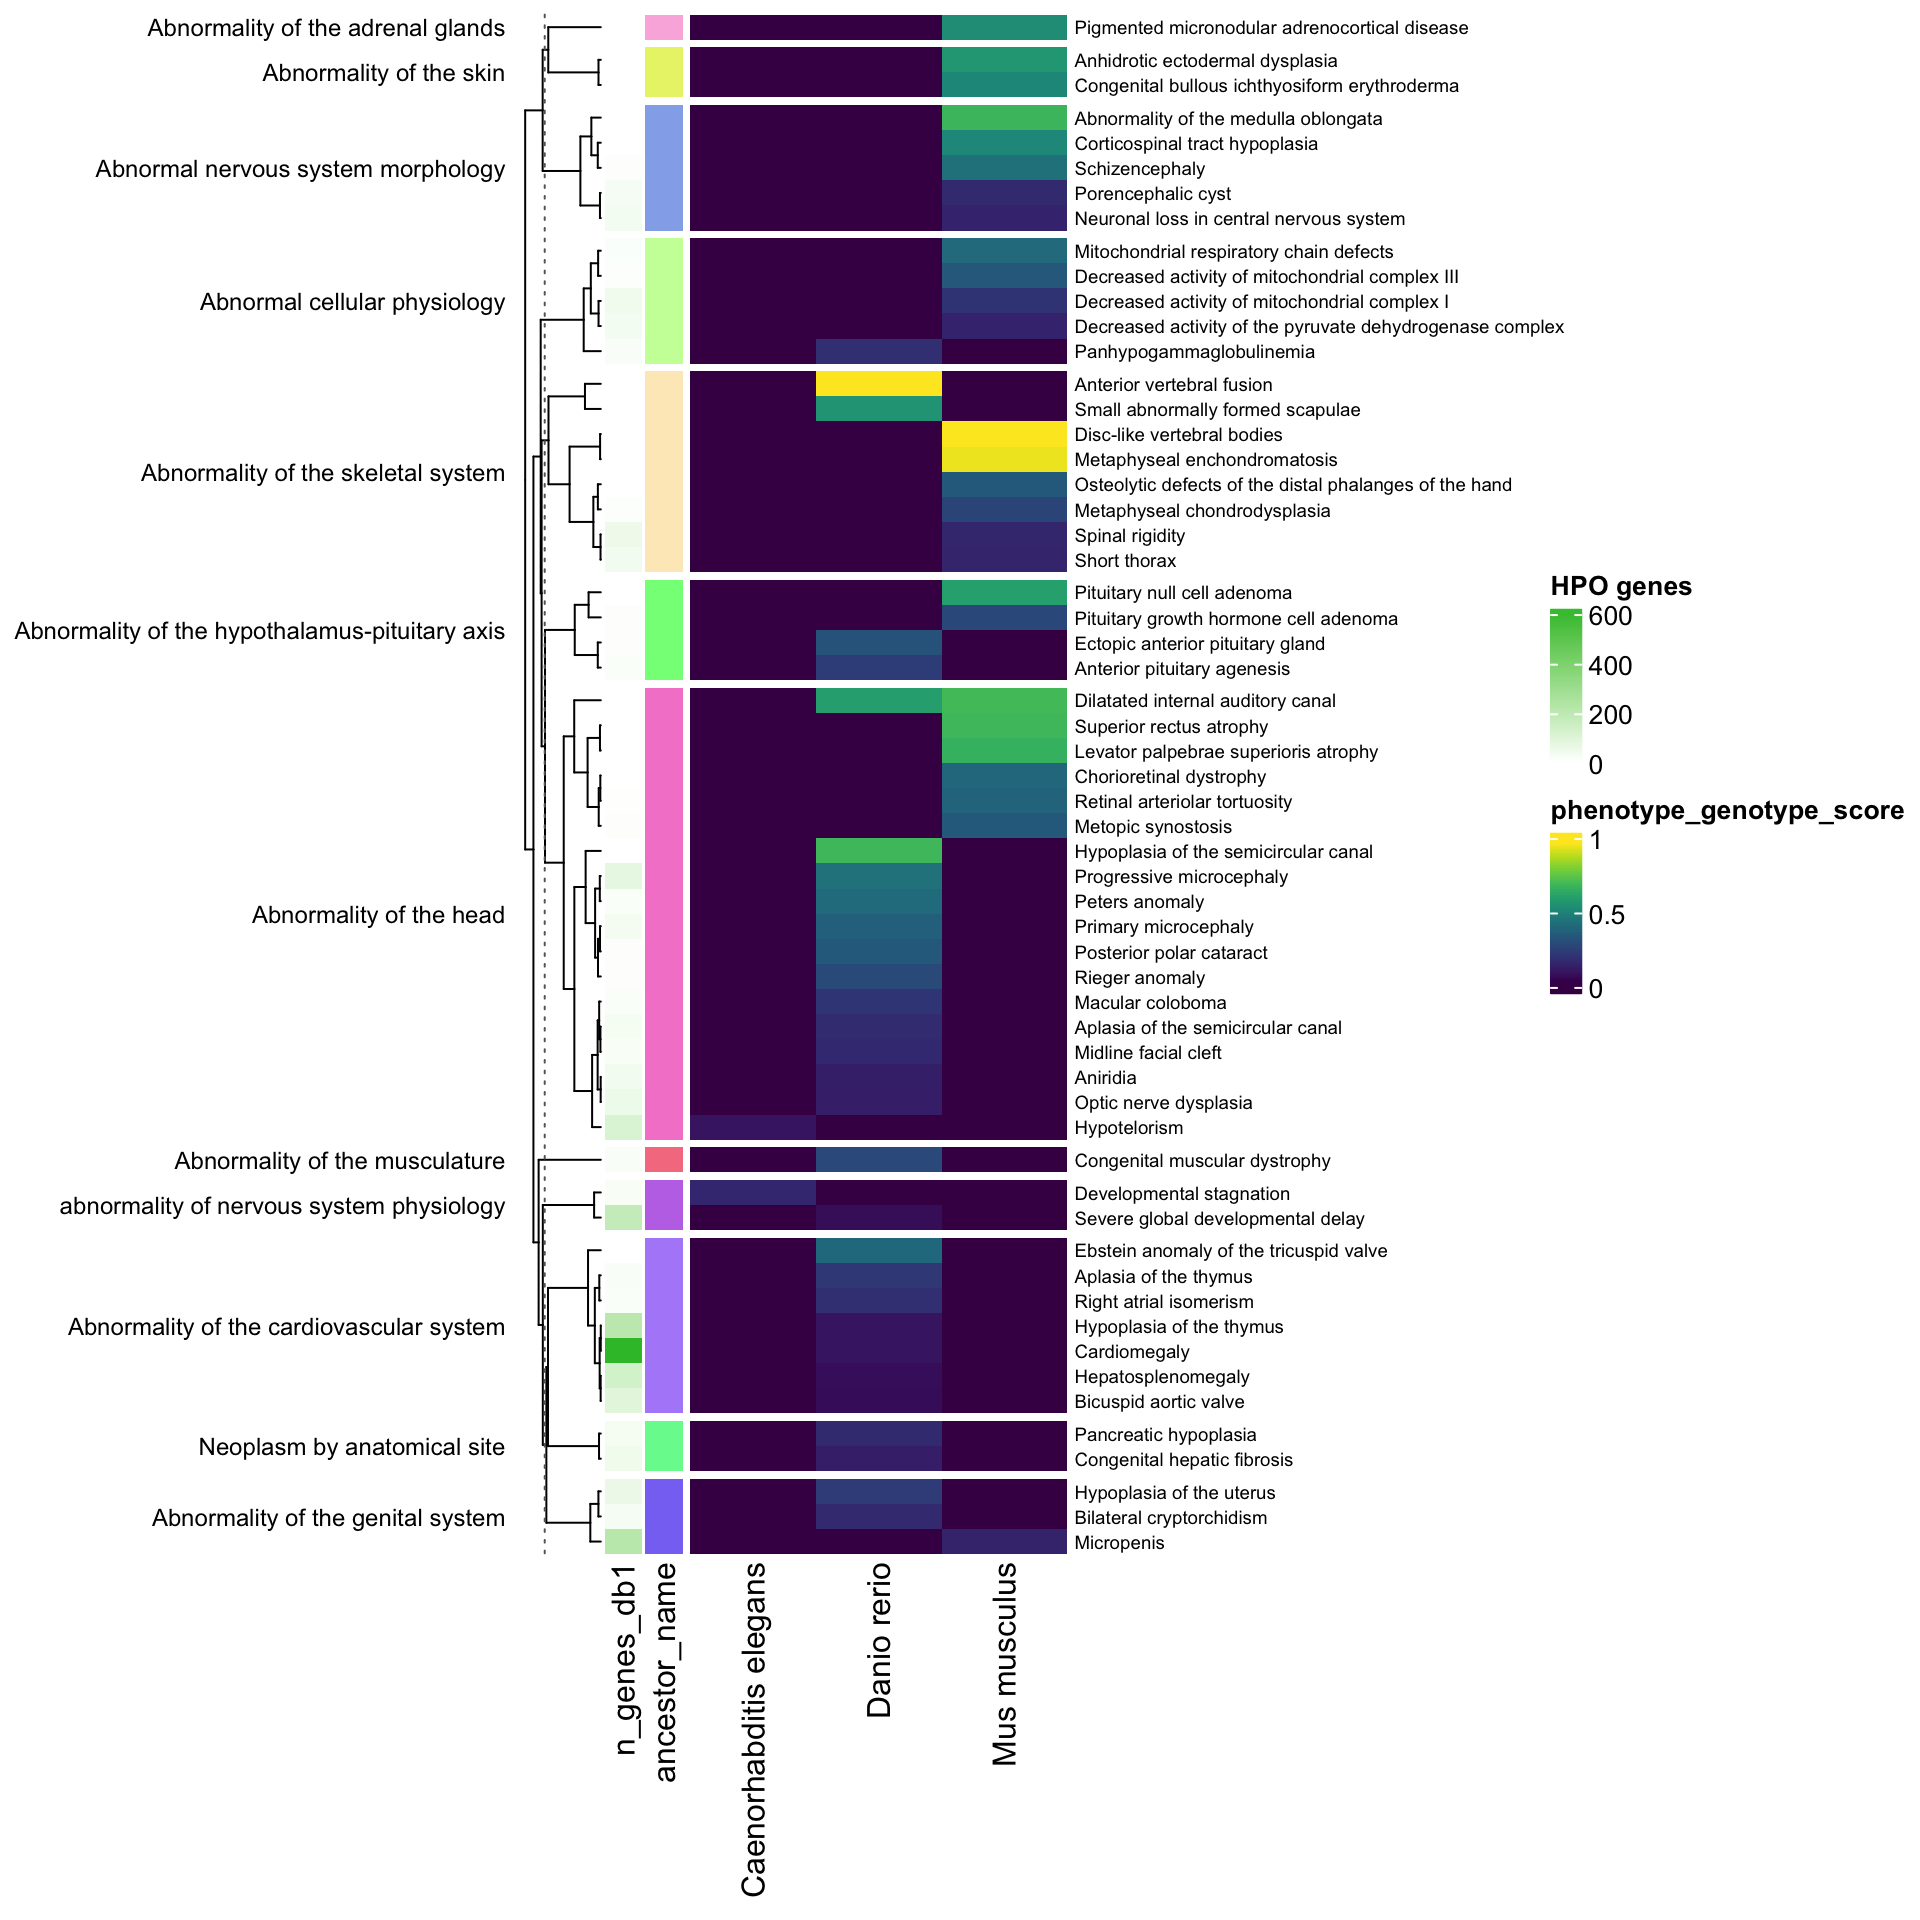 Abnormality of the adrenal glands
Abnormality of the skin
Abnormal nervous system morphology
Abnormal cellular physiology
Abnormality of the skeletal system
Abnormality of the hypothalamus-pituitary axis
Abnormality of the head
Abnormality of the musculature
abnormality of nervous system physiology
Abnormality of the cardiovascular system
Neoplasm by anatomical site
Abnormality of the genital system
Pigmented micronodular adrenocortical disease
Anhidrotic ectodermal dysplasia
Congenital bullous ichthyosiform erythroderma
Abnormality of the medulla oblongata
Corticospinal tract hypoplasia
Schizencephaly
Porencephalic cyst
Neuronal loss in central nervous system
Mitochondrial respiratory chain defects
Decreased activity of mitochondrial complex III
Decreased activity of mitochondrial complex I
Decreased activity of the pyruvate dehydrogenase complex
Panhypogammaglobulinemia
Anterior vertebral fusion
Small abnormally formed scapulae
Disc-like vertebral bodies
Metaphyseal enchondromatosis
Osteolytic defects of the distal phalanges of the hand
Metaphyseal chondrodysplasia
Spinal rigidity
Short thorax
Pituitary null cell adenoma
Pituitary growth hormone cell adenoma
Ectopic anterior pituitary gland
Anterior pituitary agenesis
Dilatated internal auditory canal
Superior rectus atrophy
Levator palpebrae superioris atrophy
Chorioretinal dystrophy
Retinal arteriolar tortuosity
Metopic synostosis
Hypoplasia of the semicircular canal
Progressive microcephaly
Peters anomaly
Primary microcephaly
Posterior polar cataract
Rieger anomaly
Macular coloboma
Aplasia of the semicircular canal
Midline facial cleft
Aniridia
Optic nerve dysplasia
Hypotelorism
Congenital muscular dystrophy
Developmental stagnation
Severe global developmental delay
Ebstein anomaly of the tricuspid valve
Aplasia of the thymus
Right atrial isomerism
Hypoplasia of the thymus
Cardiomegaly
Hepatosplenomegaly
Bicuspid aortic valve
Pancreatic hypoplasia
Congenital hepatic fibrosis
Hypoplasia of the uterus
Bilateral cryptorchidism
Micropenis
HPO genes
600
400
200
0
phenotype_genotype_score
1
0.5
0
n_genes_db1
ancestor_name
Caenorhabditis elegans
Danio rerio
Mus musculus